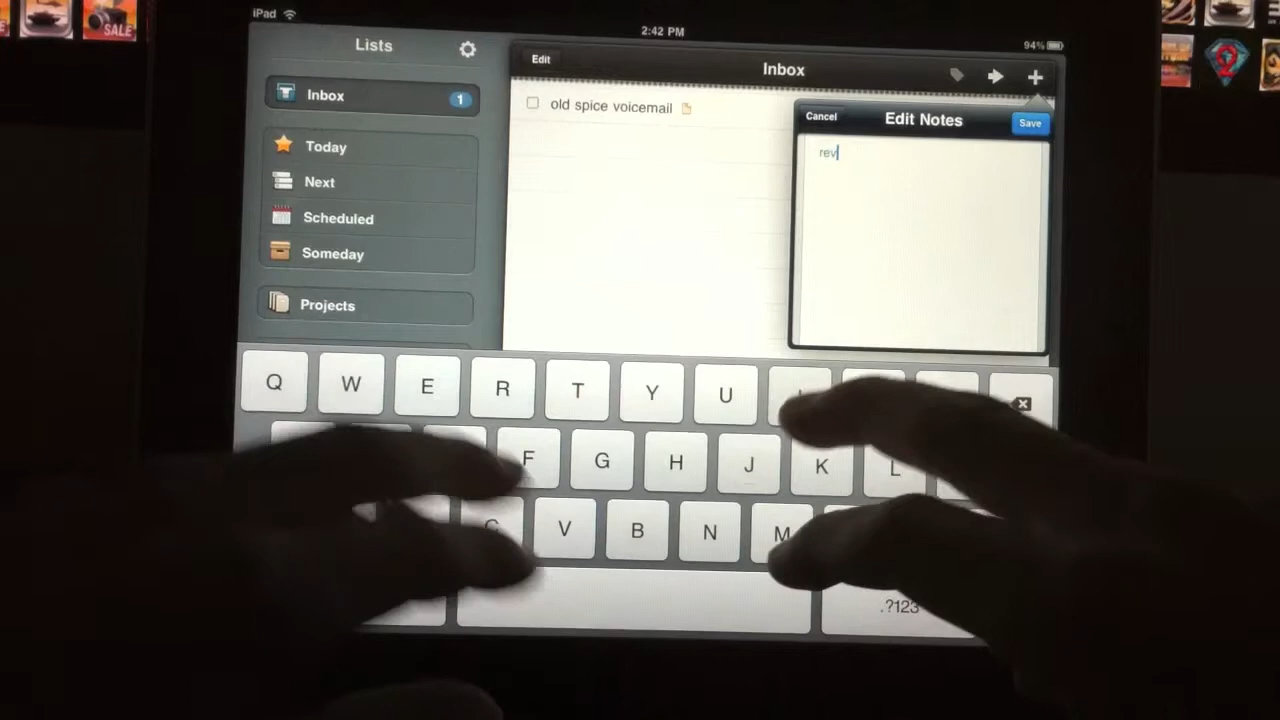 SALE
iPad
2:42 PM
94%
Lists
Edit
Inbox
Inbox
1
old spice voicemail
Cancel
Edit Notes
Save
rev
Today
Next
Scheduled
Someday
Projects
Q W E R T Y U
F G H J K L
C V B N M
.?123